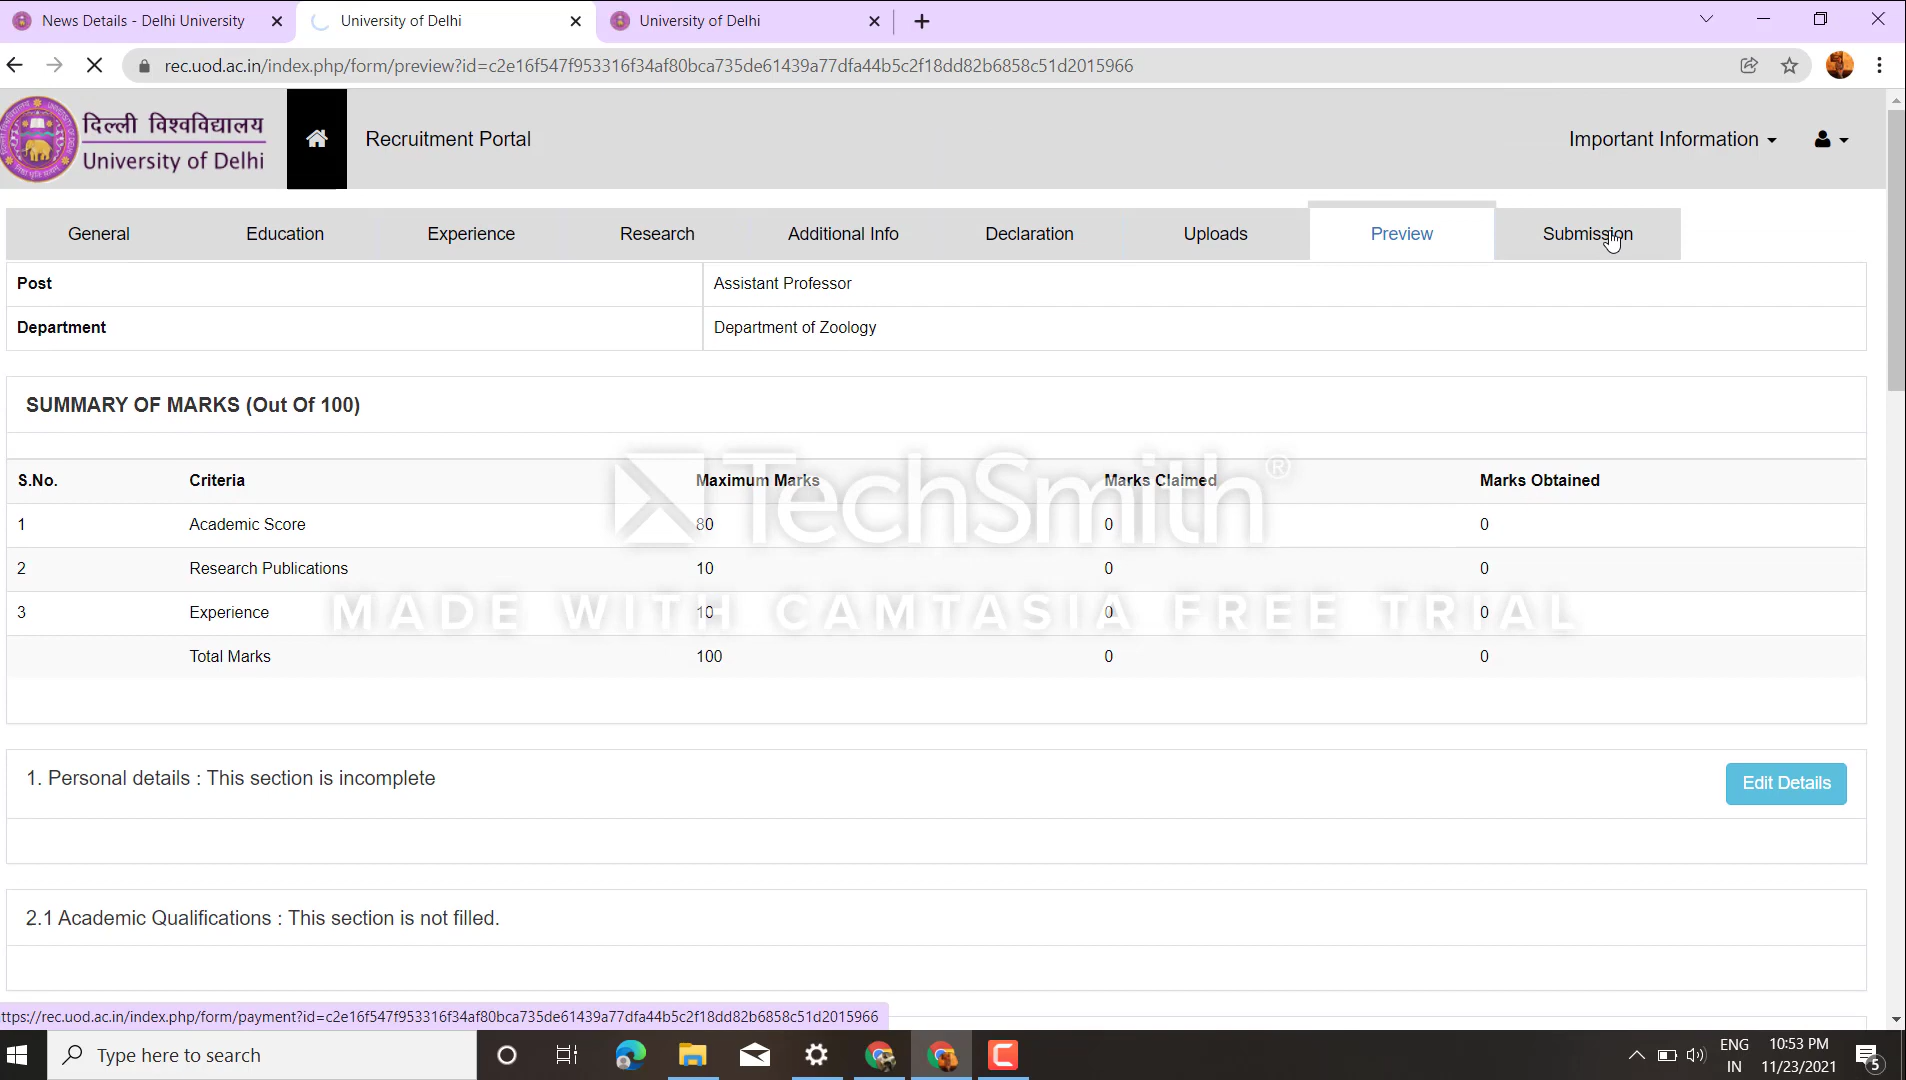 News Details - Delhi University
University of Delhi
University of Delhi
rec.uod.ac.in/index.php/form/preview?id=c2e16f547f953316f34af80bca735de61439a77dfa44b5c2f18dd82b6858c51d2015966
दिल्ली विश्वविद्यालय
University of Delhi
Recruitment Portal
Important Information
General Education Experience Research Additional Info Declaration Uploads Preview Submission
Post Assistant Professor
Department Department of Zoology
SUMMARY OF MARKS (Out Of 100)
TechSmith®
S.No. Criteria Maximum Marks Marks Claimed Marks Obtained
1 Academic Score 80 0 0
2 Research Publications 10 0 0
3 Experience 10 0 0
MADE WITH CAMTASIA FREE TRIAL
Total Marks 100 0 0
1. Personal details : This section is incomplete
Edit Details
2.1 Academic Qualifications : This section is not filled.
ttps://rec.uod.ac.in/index.php/form/payment?id=c2e16f547f953316f34af80bca735de61439a77dfa44b5c2f18dd82b6858c51d2015966
Type here to search
ENG
IN
10:53 PM
11/23/2021
5